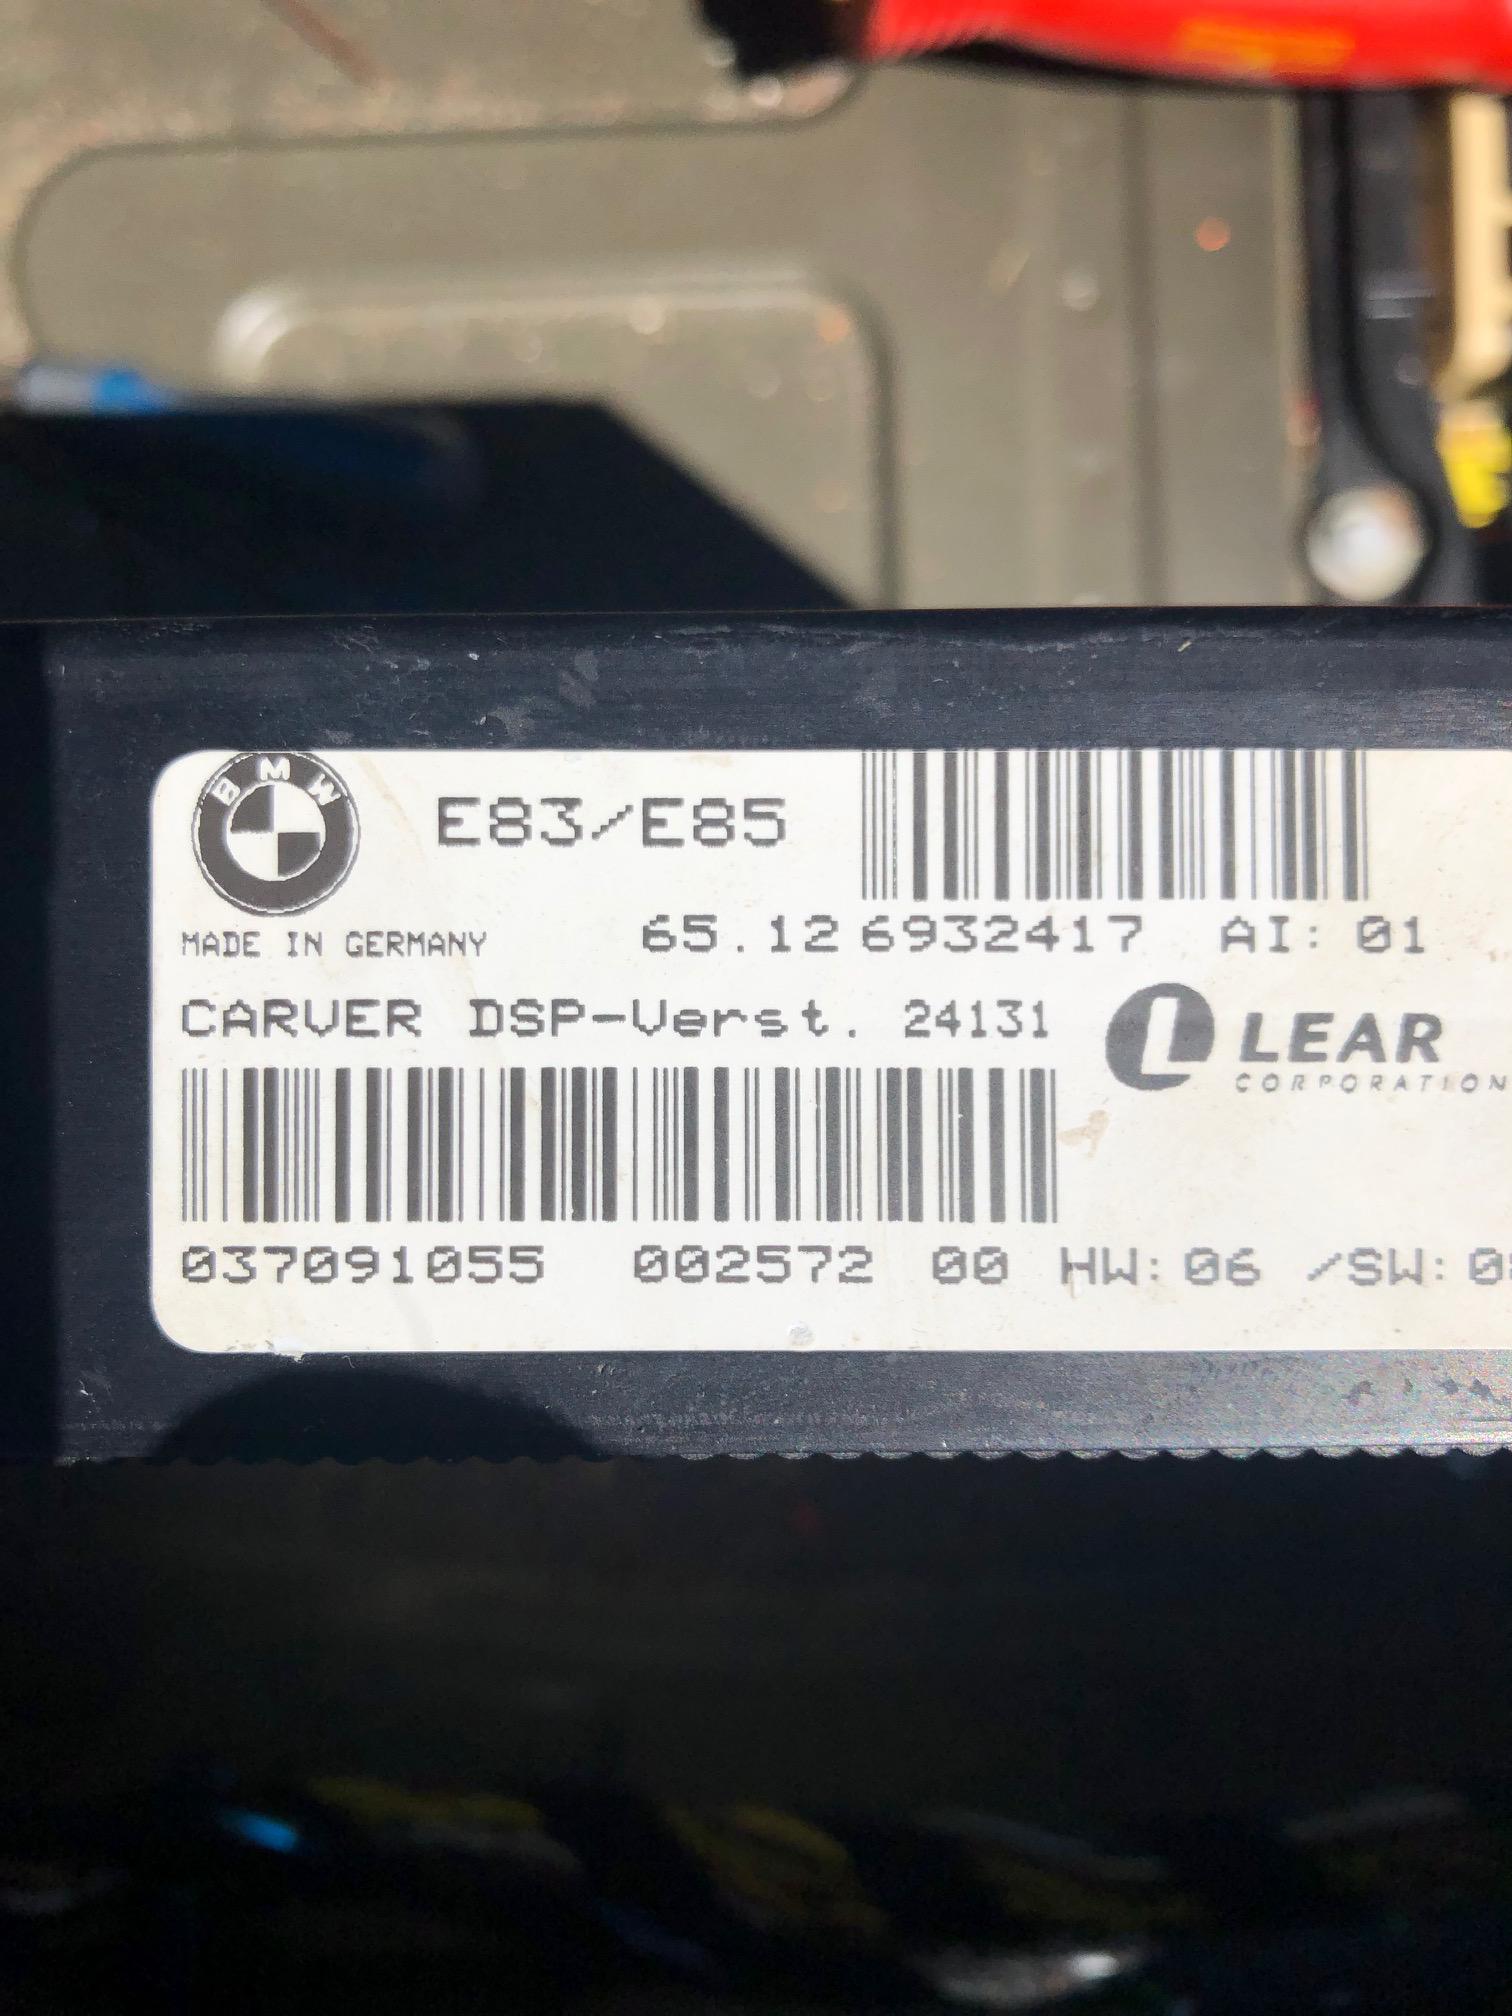 BMW
E83/E85
65.12 6932417 AI: 01
MADE IN GERMANY
CARVER DSP-Verst. 24131
LEAR
CORPORATION
037091055 002572 00 HW:06 /SW: